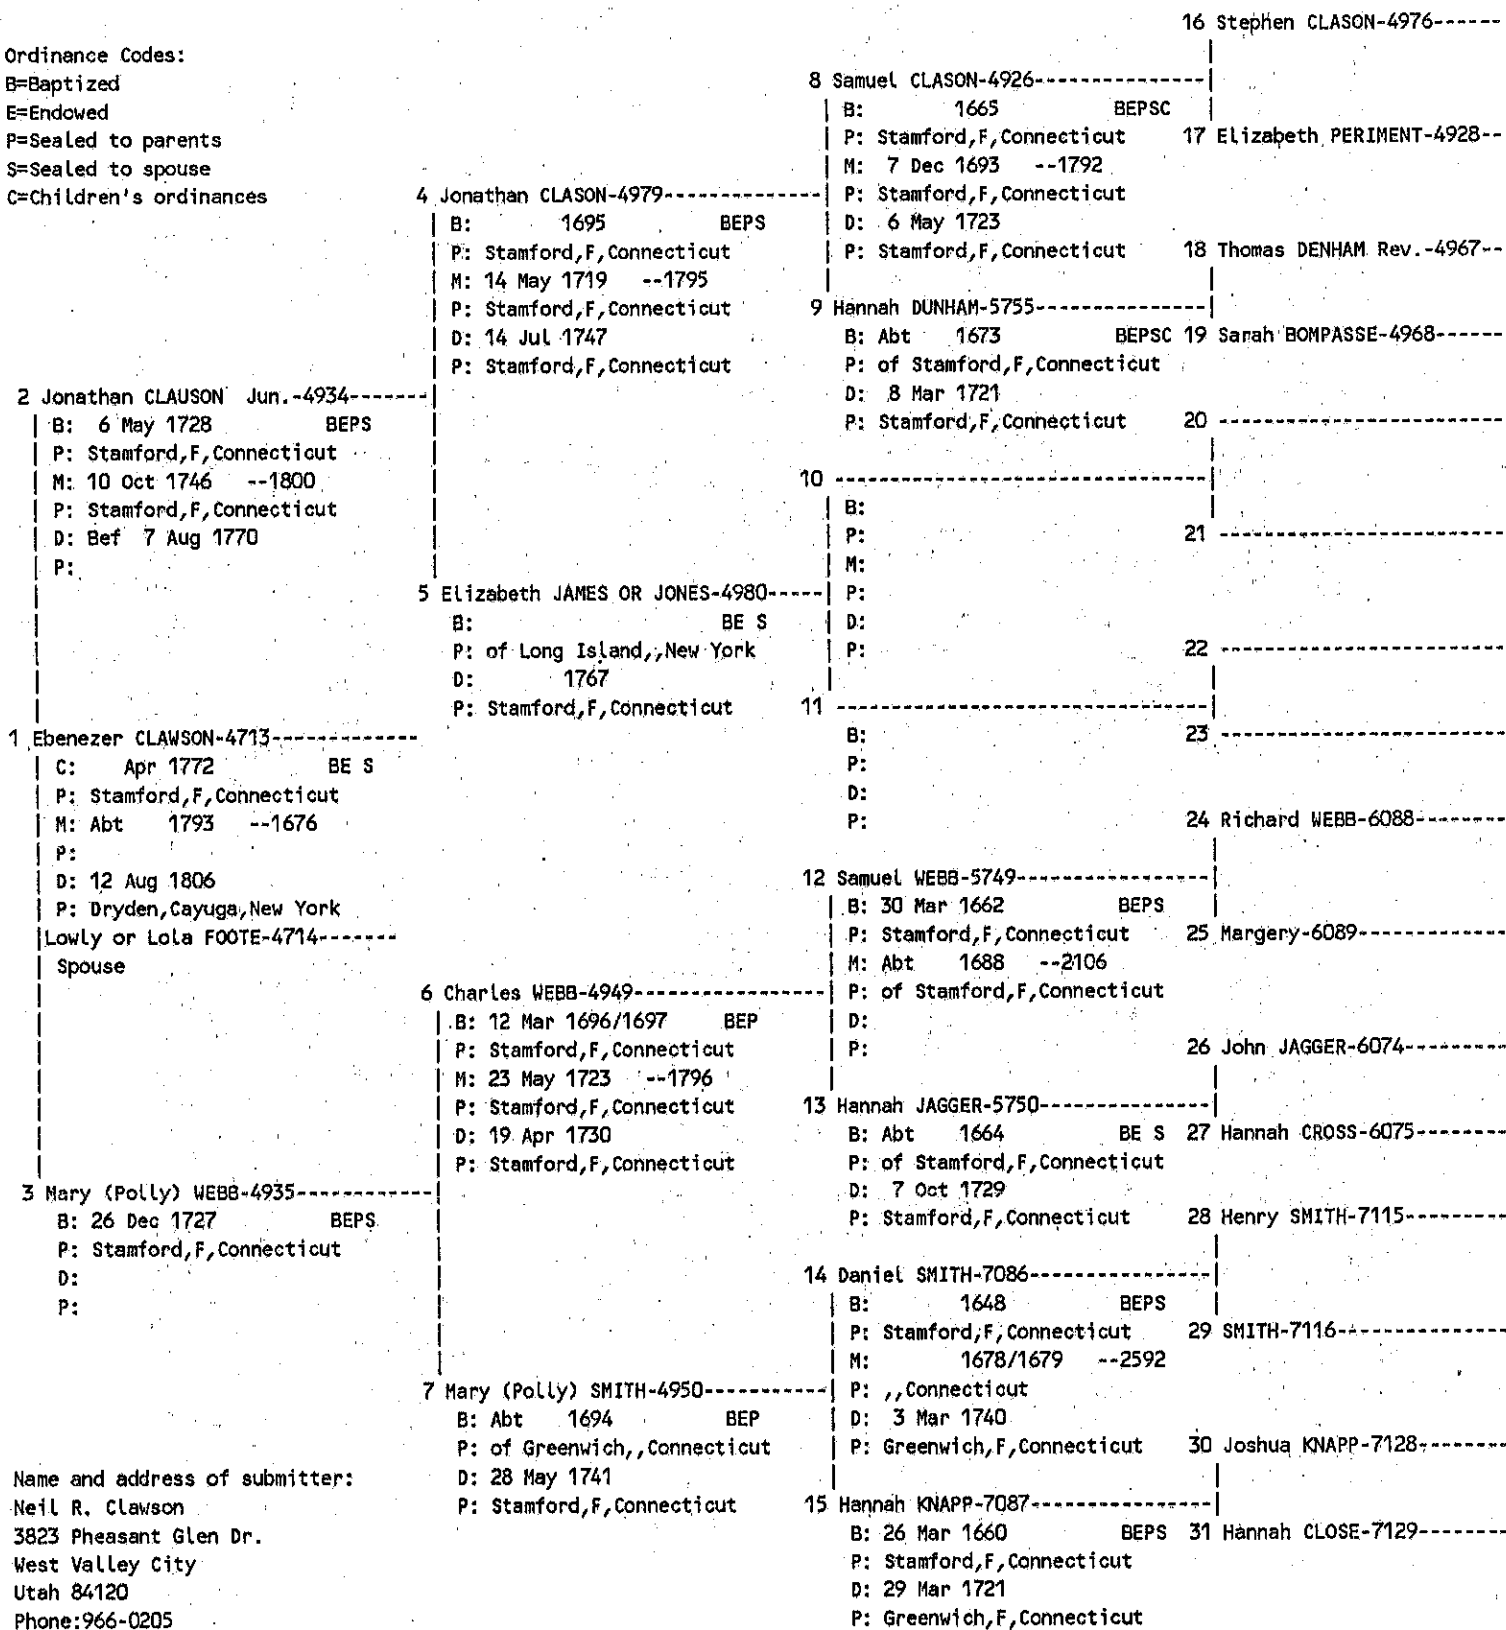 Ordinance Codes:
B=Baptized
E=Endowed
P=Sealed to parents
S=Sealed to spouse
C=Children's ordinances
16 Stephen CLASON-4976------
8 Samuel CLASON-4926---------------
B: 1665 BEPSC
P: Stamford,F,Connecticut
M: 7 Dec 1693 --1792
P: Stamford,F,Connecticut
D: 6 May 1723
P: Stamford,F,Connecticut
17 Elizabeth PERIMENT-4928--
4 Jonathan CLASON-4979--------------
B: 1695 BEPS
P: Stamford,F,Connecticut
M: 14 May 1719 --1795
P: Stamford,F,Connecticut
D: 14 Jul 1747
P: Stamford,F,Connecticut
18 Thomas DENHAM Rev.-4967--
9 Hannah DUNHAM-5755---------------
B: Abt 1673 BEPSC
P: of Stamford,F,Connecticut
D: 8 Mar 1721
P: Stamford,F,Connecticut
19 Sarah BOMPASSE-4968------
2 Jonathan CLAUSON Jun.-4934-------
B: 6 May 1728 BEPS
P: Stamford,F,Connecticut
M: 10 Oct 1746 --1800
P: Stamford,F,Connecticut
D: Bef 7 Aug 1770
P:
20 -------------------------
10 ---------------------------------
B:
P:
M:
P:
D:
P:
21 -------------------------
5 Elizabeth JAMES OR JONES-4980-----
B: BE S
P: of Long Island,,New York
D: 1767
P: Stamford,F,Connecticut
22 -------------------------
11 ---------------------------------
B:
P:
D:
P:
23 -------------------------
1 Ebenezer CLAWSON-4713-------------
C: Apr 1772 BE S
P: Stamford,F,Connecticut
M: Abt 1793 --1676
P:
D: 12 Aug 1806
P: Dryden,Cayuga,New York
Lowly or Lola FOOTE-4714-------
Spouse
24 Richard WEBB-6088--------
12 Samuel WEBB-5749-----------------
B: 30 Mar 1662 BEPS
P: Stamford,F,Connecticut
M: Abt 1688 --2106
P: of Stamford,F,Connecticut
D:
P:
25 Margery-6089-------------
6 Charles WEBB-4949-----------------
B: 12 Mar 1696/1697 BEP
P: Stamford,F,Connecticut
M: 23 May 1723 --1796
P: Stamford,F,Connecticut
D: 19 Apr 1730
P: Stamford,F,Connecticut
26 John JAGGER-6074---------
13 Hannah JAGGER-5750---------------
B: Abt 1664 BE S
P: of Stamford,F,Connecticut
D: 7 Oct 1729
P: Stamford,F,Connecticut
27 Hannah CROSS-6075--------
3 Mary (Polly) WEBB-4935------------
B: 26 Dec 1727 BEPS
P: Stamford,F,Connecticut
D:
P:
28 Henry SMITH-7115---------
14 Daniel SMITH-7086----------------
B: 1648 BEPS
P: Stamford,F,Connecticut
M: 1678/1679 --2592
P: ,,Connecticut
D: 3 Mar 1740
P: Greenwich,F,Connecticut
29 SMITH-7116---------------
7 Mary (Polly) SMITH-4950-----------
B: Abt 1694 BEP
P: of Greenwich,,Connecticut
D: 28 May 1741
P: Stamford,F,Connecticut
30 Joshua KNAPP-7128--------
15 Hannah KNAPP-7087----------------
B: 26 Mar 1660 BEPS
P: Stamford,F,Connecticut
D: 29 Mar 1721
P: Greenwich,F,Connecticut
31 Hannah CLOSE-7129--------
Name and address of submitter:
Neil R. Clawson
3823 Pheasant Glen Dr.
West Valley City
Utah 84120
Phone:966-0205